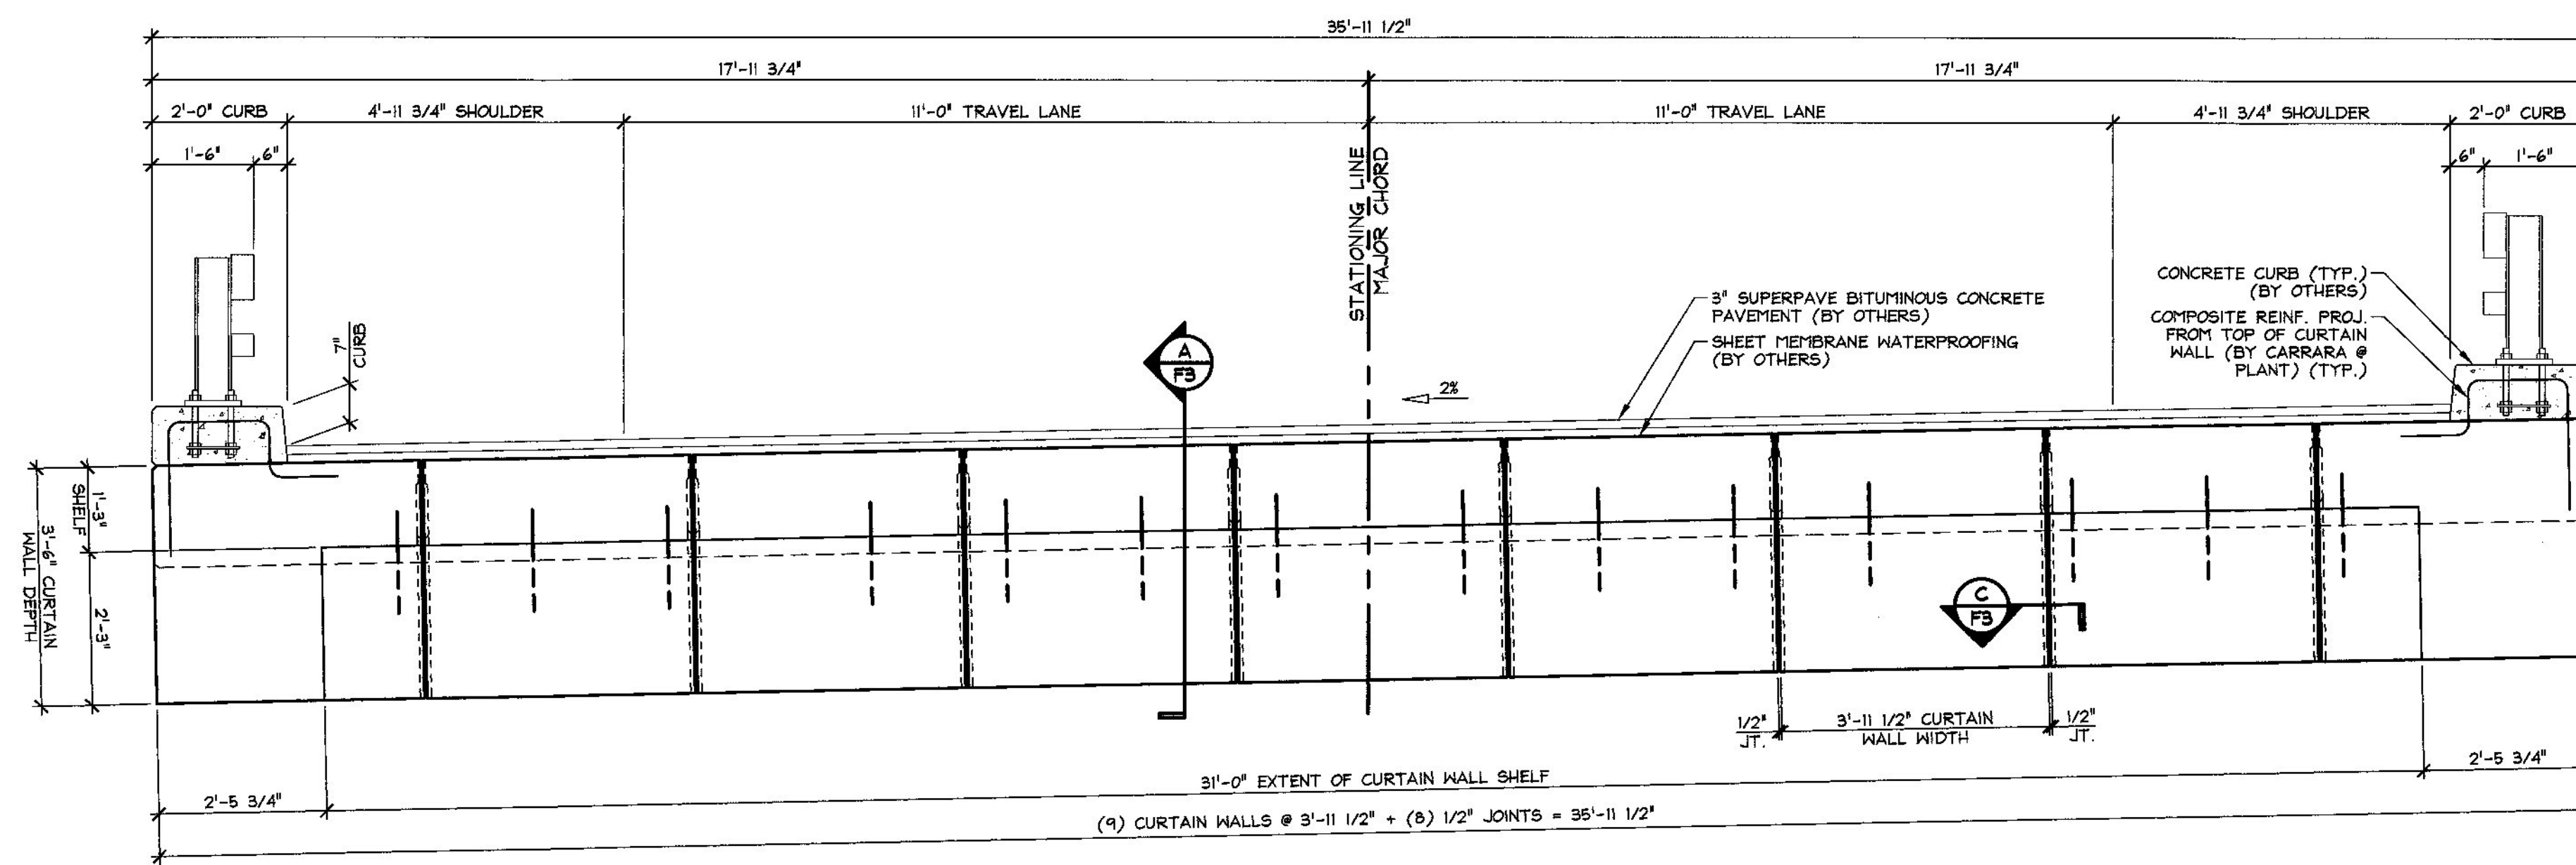 35'-11 1/2"
17'-11 3/4"
17'-11 3/4"
2'-0" CURB
4'-11 3/4" SHOULDER
11'-0" TRAVEL LANE
11'-0" TRAVEL LANE
4'-11 3/4" SHOULDER
2'-0" CURB
1'-6"
6"
6"
1'-6"
STATIONING LINE
MAJOR CHORD
7"
CURB
A
F3
2%
3" SUPERPAVE BITUMINOUS CONCRETE
PAVEMENT (BY OTHERS)
SHEET MEMBRANE WATERPROOFING
(BY OTHERS)
CONCRETE CURB (TYP.)
(BY OTHERS)
COMPOSITE REINF. PROJ.
FROM TOP OF CURTAIN
WALL (BY CARRARA @
PLANT) (TYP.)
1'-3"
SHELF
2'-3"
3'-6" CURTAIN
WALL DEPTH
C
F3
1/2"
JT.
3'-11 1/2" CURTAIN
WALL WIDTH
1/2"
JT.
2'-5 3/4"
31'-0" EXTENT OF CURTAIN WALL SHELF
2'-5 3/4"
(9) CURTAIN WALLS @ 3'-11 1/2" + (8) 1/2" JOINTS = 35'-11 1/2"